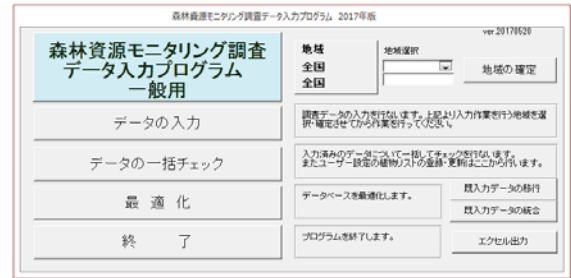 森林資源モニタリング調査データ入力プログラム 2017年版
ver.20170520
森林資源モニタリング調査
データ入力プログラム
一般用
地域
全国
全国
地域選択
地域の確定
データの入力
調査データの入力を行ないます。上記より入力作業を行う地域を選
択・確定させてから作業を行ってください。
データの一括チェック
入力済みのデータについて一括してチェックを行ないます。
またユーザー設定の植物リストの登録・更新はここから行います。
最 適 化
データベースを最適化します。
既入力データの移行
既入力データの統合
終 了
プログラムを終了します。
エクセル出力